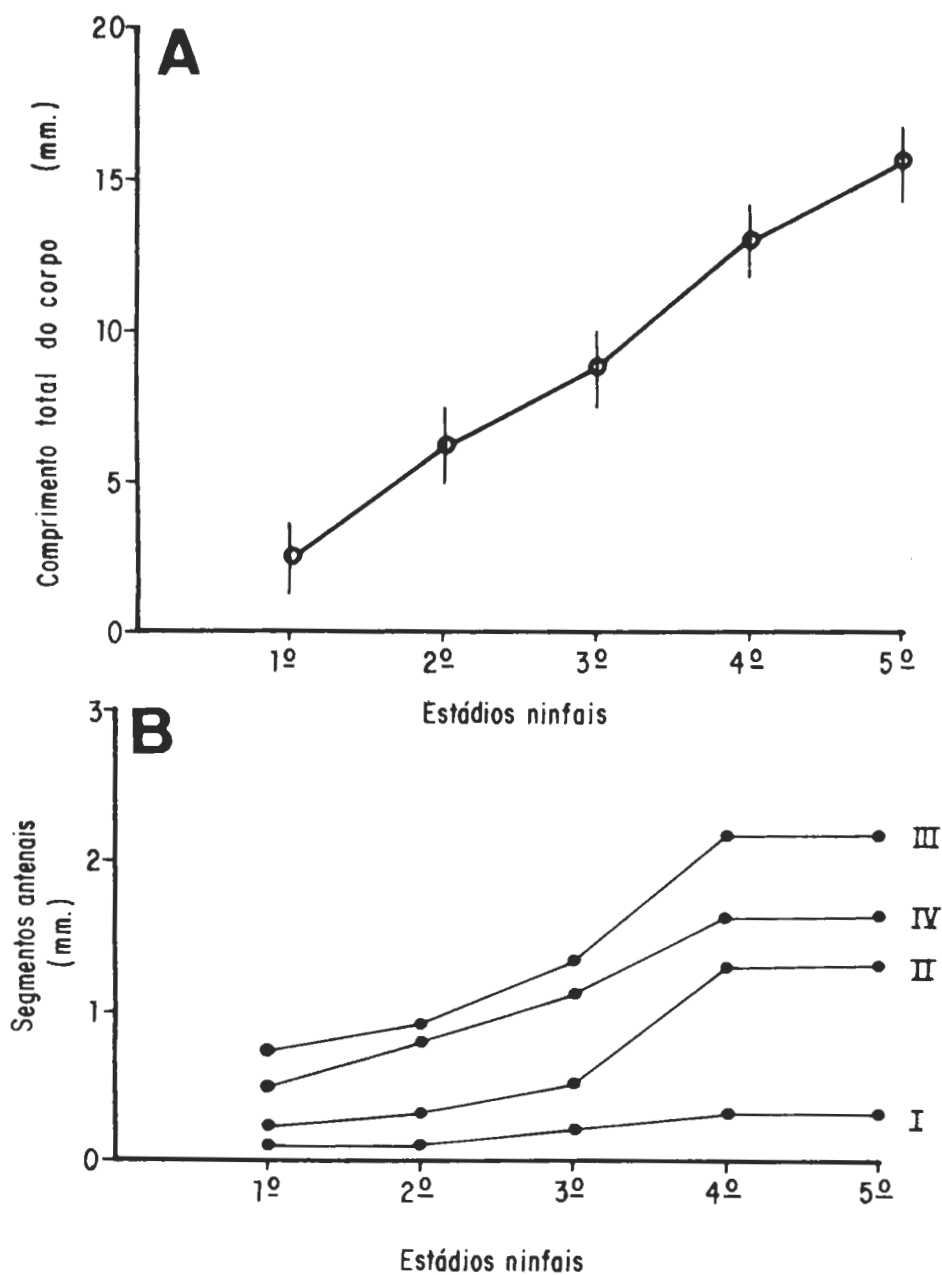 A
Comprimento total do corpo (mm.)
20
15
10
5
0
1º 2º 3º 4º 5º
Estádios ninfais
B
Segmentos antenais
(mm.)
3
2
1
0
III
IV
II
I
1º 2º 3º 4º 5º
Estádios ninfais